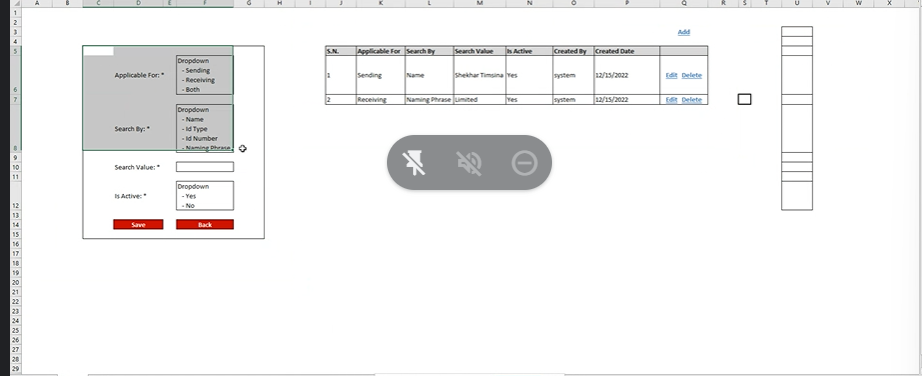 A B C D E F G H I J K L M N O P Q R S T U V W X
1
2
3
4
5
6
7
8
9
10
11
12
13
14
15
16
17
18
19
20
21
22
23
24
25
26
27
28
29
Applicable For: *
Dropdown
- Sending
- Receiving
- Both
Search By: *
Dropdown
- Name
- Id Type
- Id Number
- Naming Phrase
Search Value: *
Is Active: *
Dropdown
- Yes
- No
Save Back
Add
S.N. Applicable For Search By Search Value Is Active Created By Created Date
1 Sending Name Shekhar Timsina Yes system 12/15/2022 Edit Delete
2 Receiving Naming Phrase Limited Yes system 12/15/2022 Edit Delete